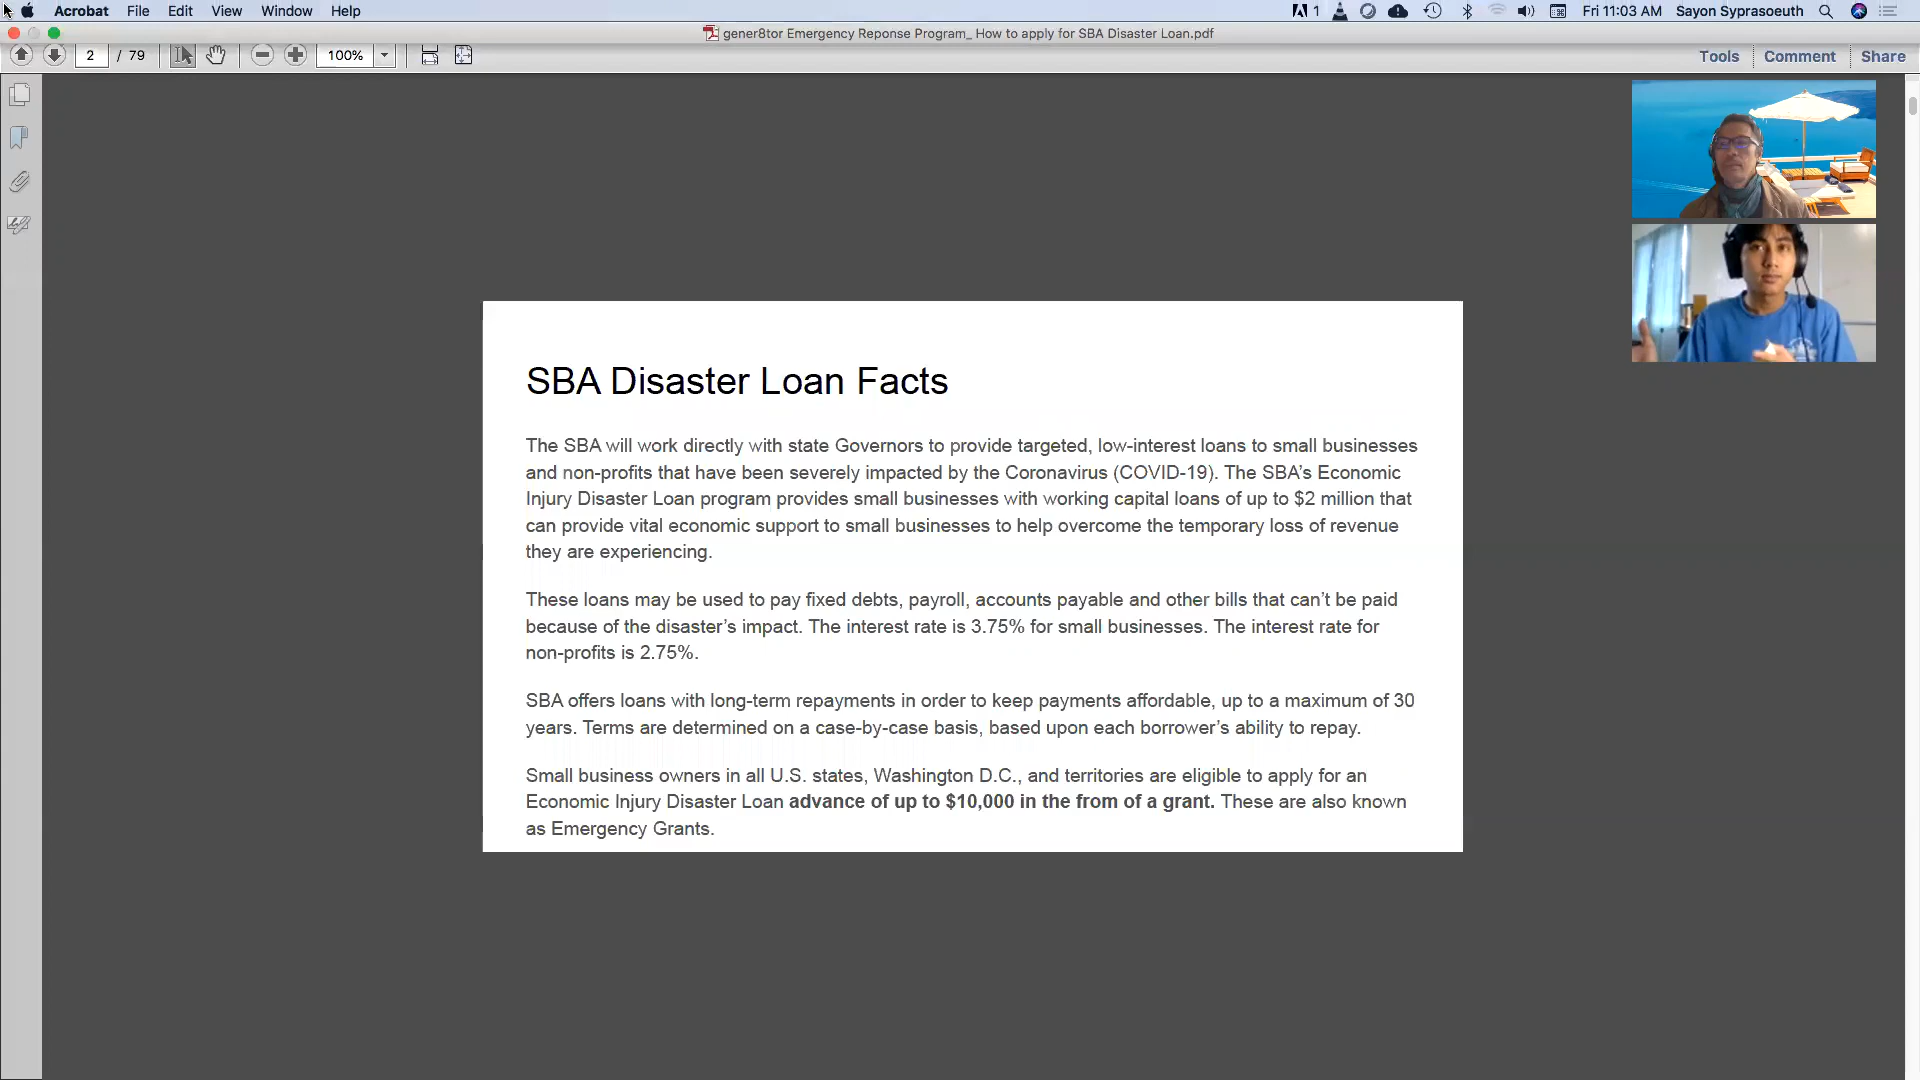 Acrobat File Edit View Window Help 1 Fri 11:03 AM Sayon Syprasoeuth
gener8tor Emergency Reponse Program_ How to apply for SBA Disaster Loan.pdf
2 / 79 100% Tools Comment Share
SBA Disaster Loan Facts
The SBA will work directly with state Governors to provide targeted, low-interest loans to small businesses
and non-profits that have been severely impacted by the Coronavirus (COVID-19). The SBA's Economic
Injury Disaster Loan program provides small businesses with working capital loans of up to $2 million that
can provide vital economic support to small businesses to help overcome the temporary loss of revenue
they are experiencing.
These loans may be used to pay fixed debts, payroll, accounts payable and other bills that can't be paid
because of the disaster's impact. The interest rate is 3.75% for small businesses. The interest rate for
non-profits is 2.75%.
SBA offers loans with long-term repayments in order to keep payments affordable, up to a maximum of 30
years. Terms are determined on a case-by-case basis, based upon each borrower's ability to repay.
Small business owners in all U.S. states, Washington D.C., and territories are eligible to apply for an
Economic Injury Disaster Loan advance of up to $10,000 in the from of a grant. These are also known
as Emergency Grants.